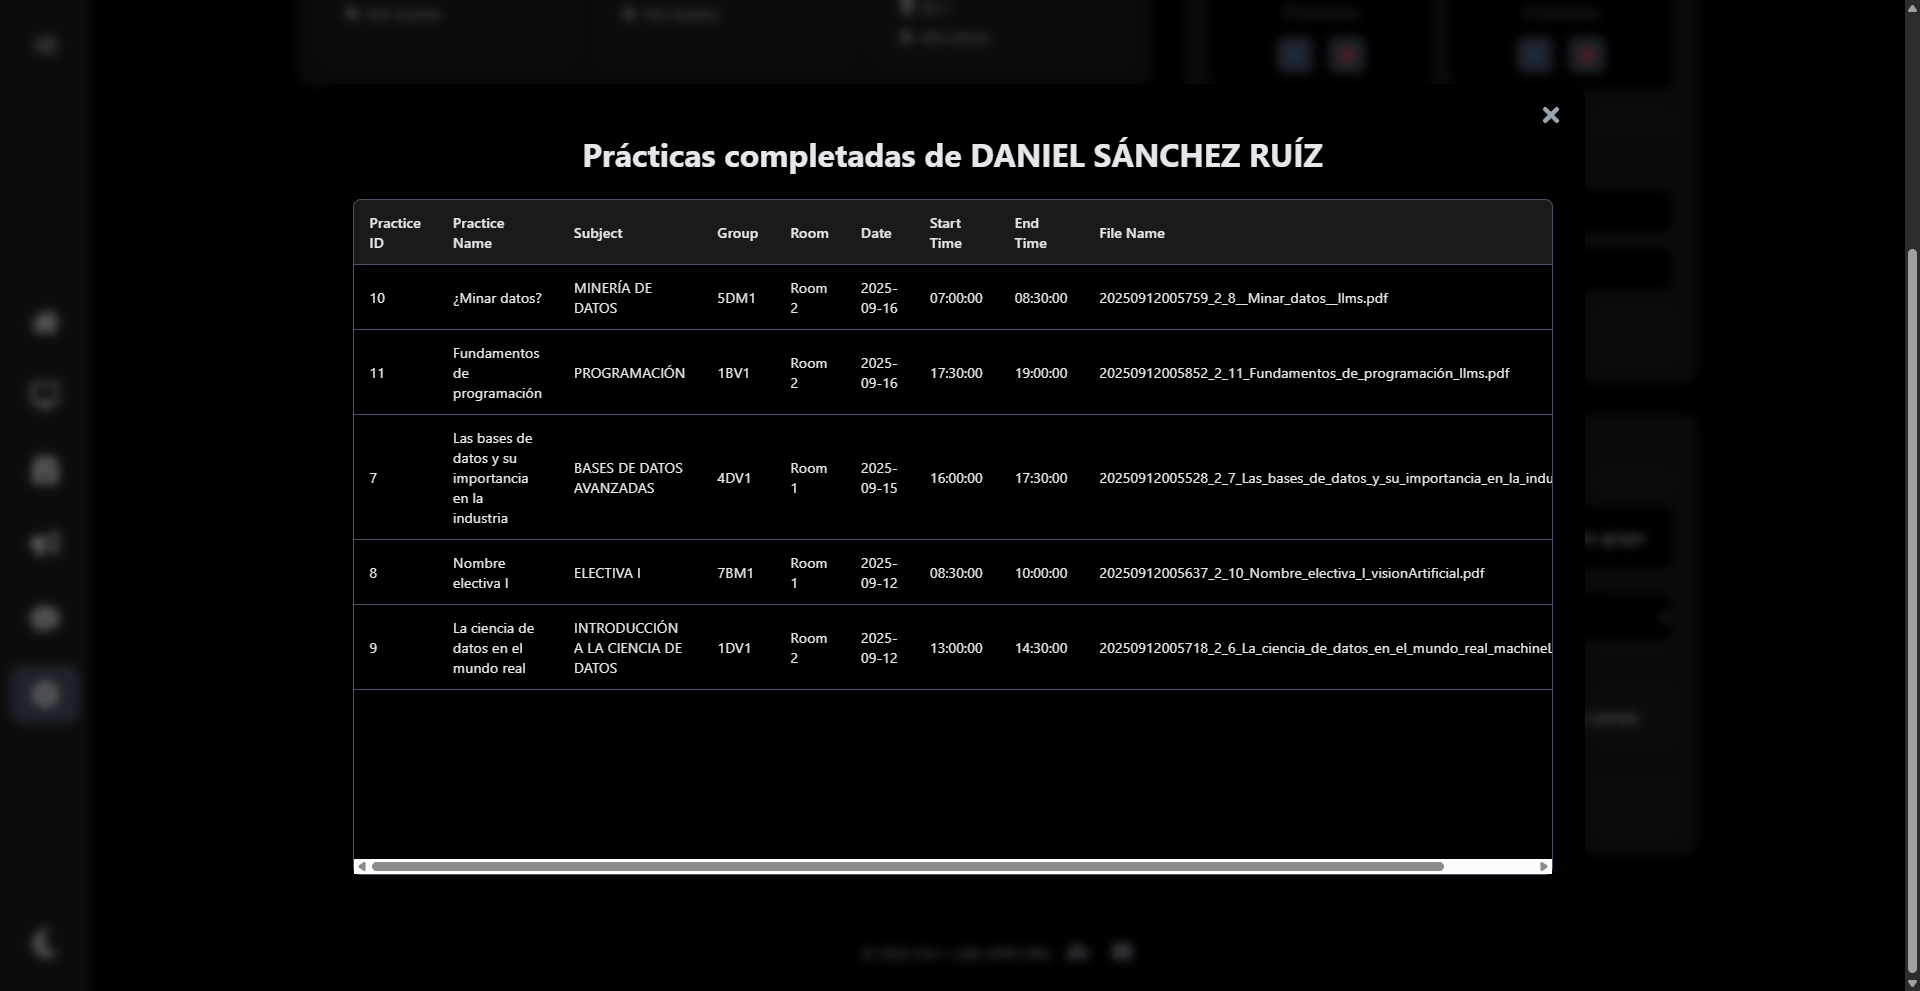 Prácticas completadas de DANIEL SÁNCHEZ RUÍZ
Practice ID Practice Name Subject Group Room Date Start Time End Time File Name
10 ¿Minar datos? MINERÍA DE DATOS 5DM1 Room 2 2025-09-16 07:00:00 08:30:00 20250912005759_2_8__Minar_datos__llms.pdf
11 Fundamentos de programación PROGRAMACIÓN 1BV1 Room 2 2025-09-16 17:30:00 19:00:00 20250912005852_2_11_Fundamentos_de_programación_llms.pdf
7 Las bases de datos y su importancia en la industria BASES DE DATOS AVANZADAS 4DV1 Room 1 2025-09-15 16:00:00 17:30:00 20250912005528_2_7_Las_bases_de_datos_y_su_importancia_en_la_indu
8 Nombre electiva I ELECTIVA I 7BM1 Room 1 2025-09-12 08:30:00 10:00:00 20250912005637_2_10_Nombre_electiva_I_visionArtificial.pdf
9 La ciencia de datos en el mundo real INTRODUCCIÓN A LA CIENCIA DE DATOS 1DV1 Room 2 2025-09-12 13:00:00 14:30:00 20250912005718_2_6_La_ciencia_de_datos_en_el_mundo_real_machineL